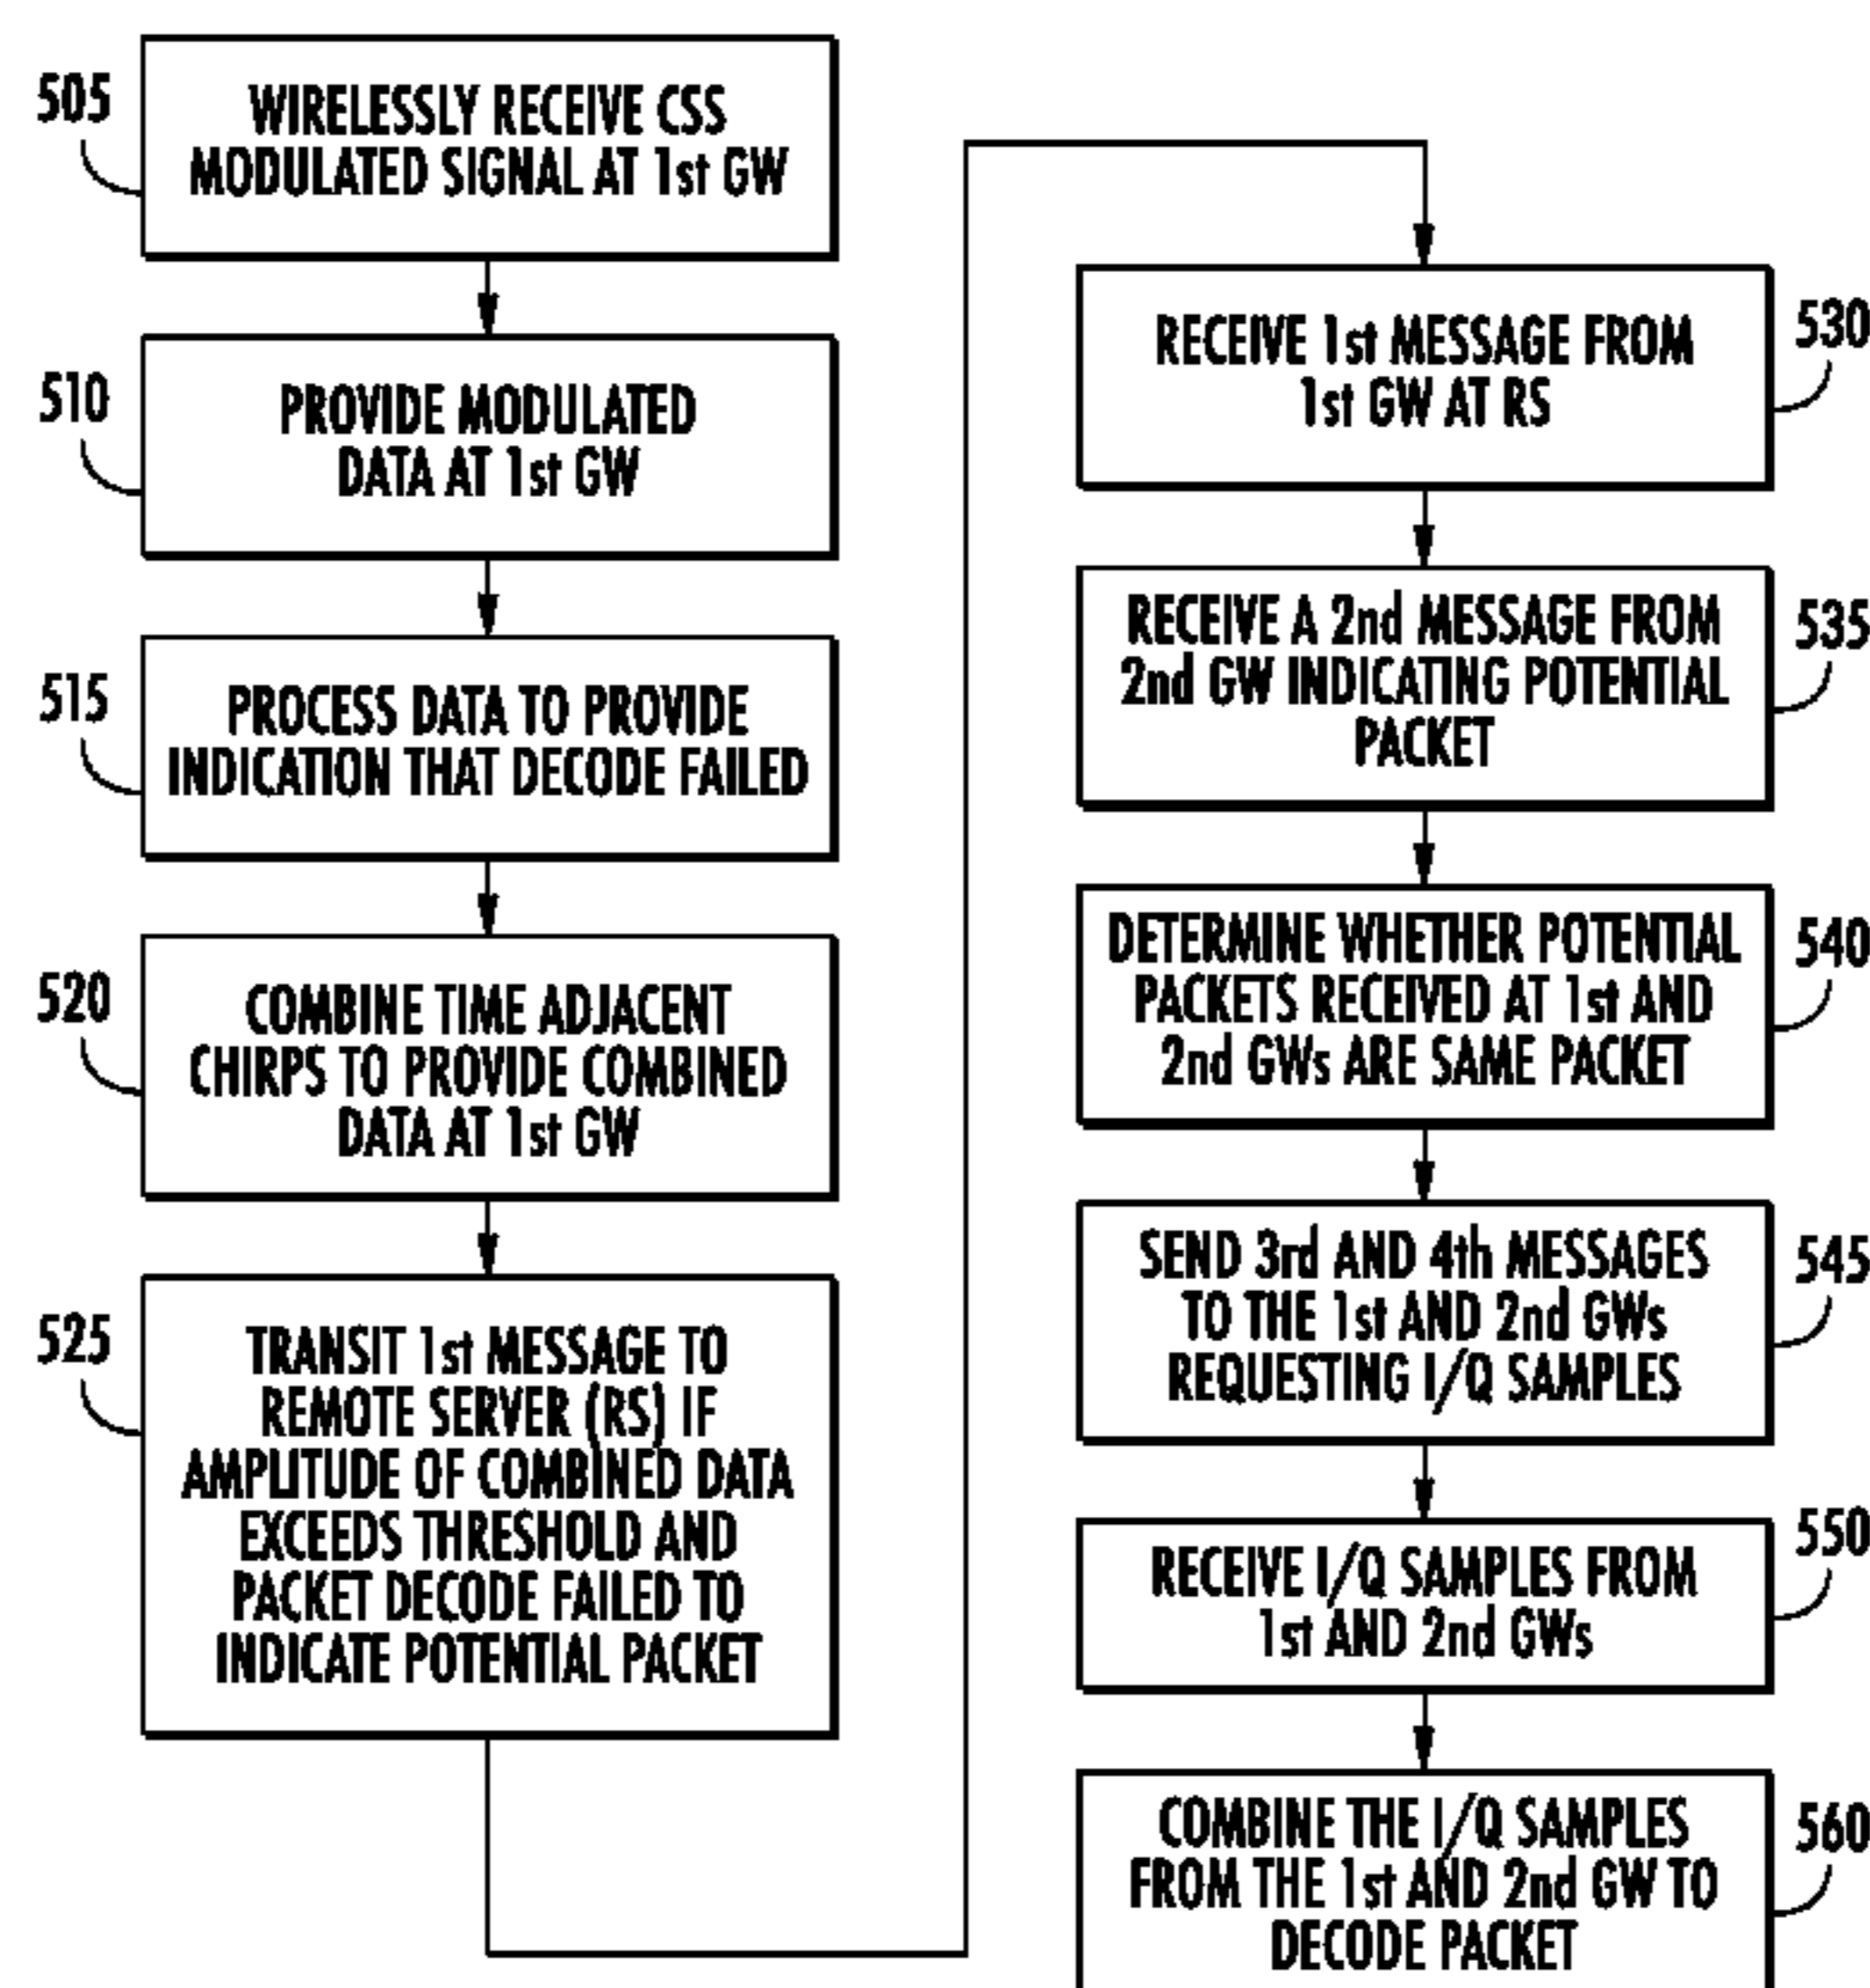 505
WIRELESSLY RECEIVE CSS
MODULATED SIGNAL AT 1st GW
510
PROVIDE MODULATED
DATA AT 1st GW
515
PROCESS DATA TO PROVIDE
INDICATION THAT DECODE FAILED
520
COMBINE TIME ADJACENT
CHIRPS TO PROVIDE COMBINED
DATA AT 1st GW
525
TRANSIT 1st MESSAGE TO
REMOTE SERVER (RS) IF
AMPLITUDE OF COMBINED DATA
EXCEEDS THRESHOLD AND
PACKET DECODE FAILED TO
INDICATE POTENTIAL PACKET
530
RECEIVE 1st MESSAGE FROM
1st GW AT RS
535
RECEIVE A 2nd MESSAGE FROM
2nd GW INDICATING POTENTIAL
PACKET
540
DETERMINE WHETHER POTENTIAL
PACKETS RECEIVED AT 1st AND
2nd GWs ARE SAME PACKET
545
SEND 3rd AND 4th MESSAGES
TO THE 1st AND 2nd GWs
REQUESTING I/Q SAMPLES
550
RECEIVE I/Q SAMPLES FROM
1st AND 2nd GWs
560
COMBINE THE I/Q SAMPLES
FROM THE 1st AND 2nd GW TO
DECODE PACKET